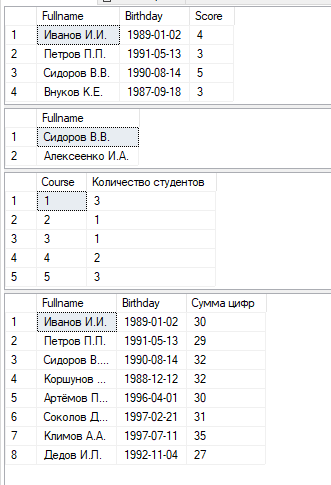 Fullname Birthday Score
1 Иванов И.И. 1989-01-02 4
2 Петров П.П. 1991-05-13 3
3 Сидоров В.В. 1990-08-14 5
4 Внуков К.Е. 1987-09-18 3
Fullname
1 Сидоров В.В.
2 Алексеенко И.А.
Course Количество студентов
1 1 3
2 2 1
3 3 1
4 4 2
5 5 3
Fullname Birthday Сумма цифр
1 Иванов И.И. 1989-01-02 30
2 Петров П.П. 1991-05-13 29
3 Сидоров В.... 1990-08-14 32
4 Коршунов ... 1988-12-12 32
5 Артёмов П... 1996-04-01 30
6 Соколов Д... 1997-02-21 31
7 Климов А.А. 1997-07-11 35
8 Дедов И.Л. 1992-11-04 27